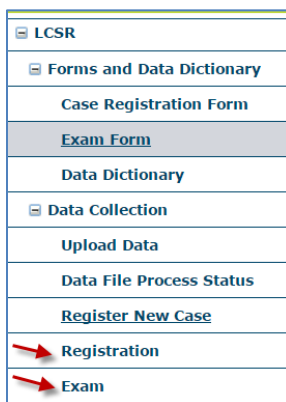 LCSR
Forms and Data Dictionary
Case Registration Form
Exam Form
Data Dictionary
Data Collection
Upload Data
Data File Process Status
Register New Case
Registration
Exam